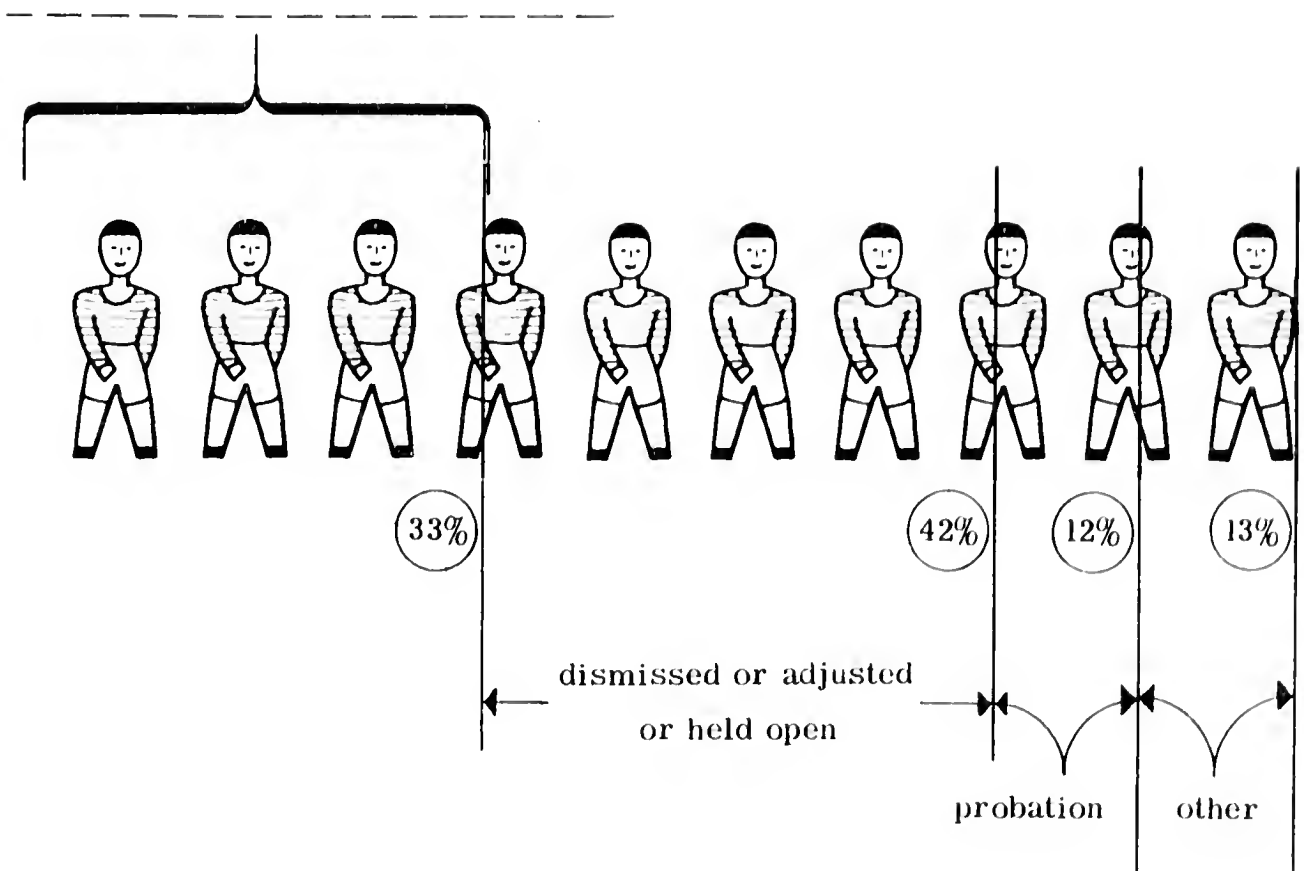 33%
42%
12%
13%
dismissed or adjusted
or held open
probation
other